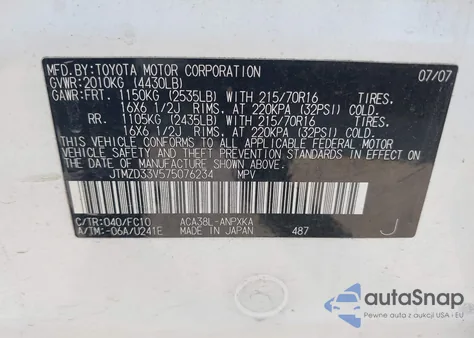 MFD.BY:TOYOTA MOTOR CORPORATION 07/07
GVWR:2010KG (4430LB)
GAWR:FRT. 1150KG (2535LB) WITH 215/70R16 TIRES.
16X6 1/2J RIMS. AT 220KPA (32PSI) COLD.
RR. 1105KG (2435LB) WITH 215/70R16 TIRES.
16X6 1/2J RIMS. AT 220KPA (32PSI) COLD.
THIS VEHICLE CONFORMS TO ALL APPLICABLE FEDERAL MOTOR
VEHICLE SAFETY AND THEFT PREVENTION STANDARDS IN
EFFECT ON THE DATE OF MANUFACTURE SHOWN ABOVE.
JTMZD33V575076234 MPV
C/TR:040/FC10 ACA38L-ANPXKA J
A/TM:-06A/U241E MADE IN JAPAN 487
autoSnap
Pewne auta z aukcji USA - EU